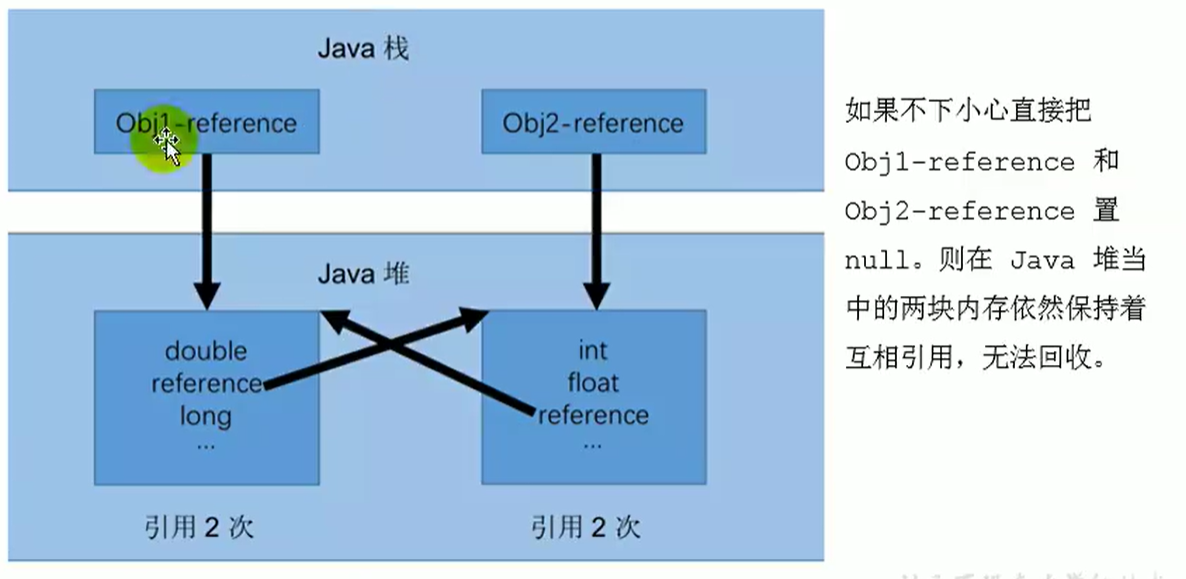 Java 栈
Obj1-reference
Obj2-reference
Java 堆
double
reference
long
...
int
float
reference
...
引用 2 次
引用 2 次
如果不下小心直接把
Obj1-reference 和
Obj2-reference 置
null。则在 Java 堆当
中的两块内存依然保持着
互相引用，无法回收。